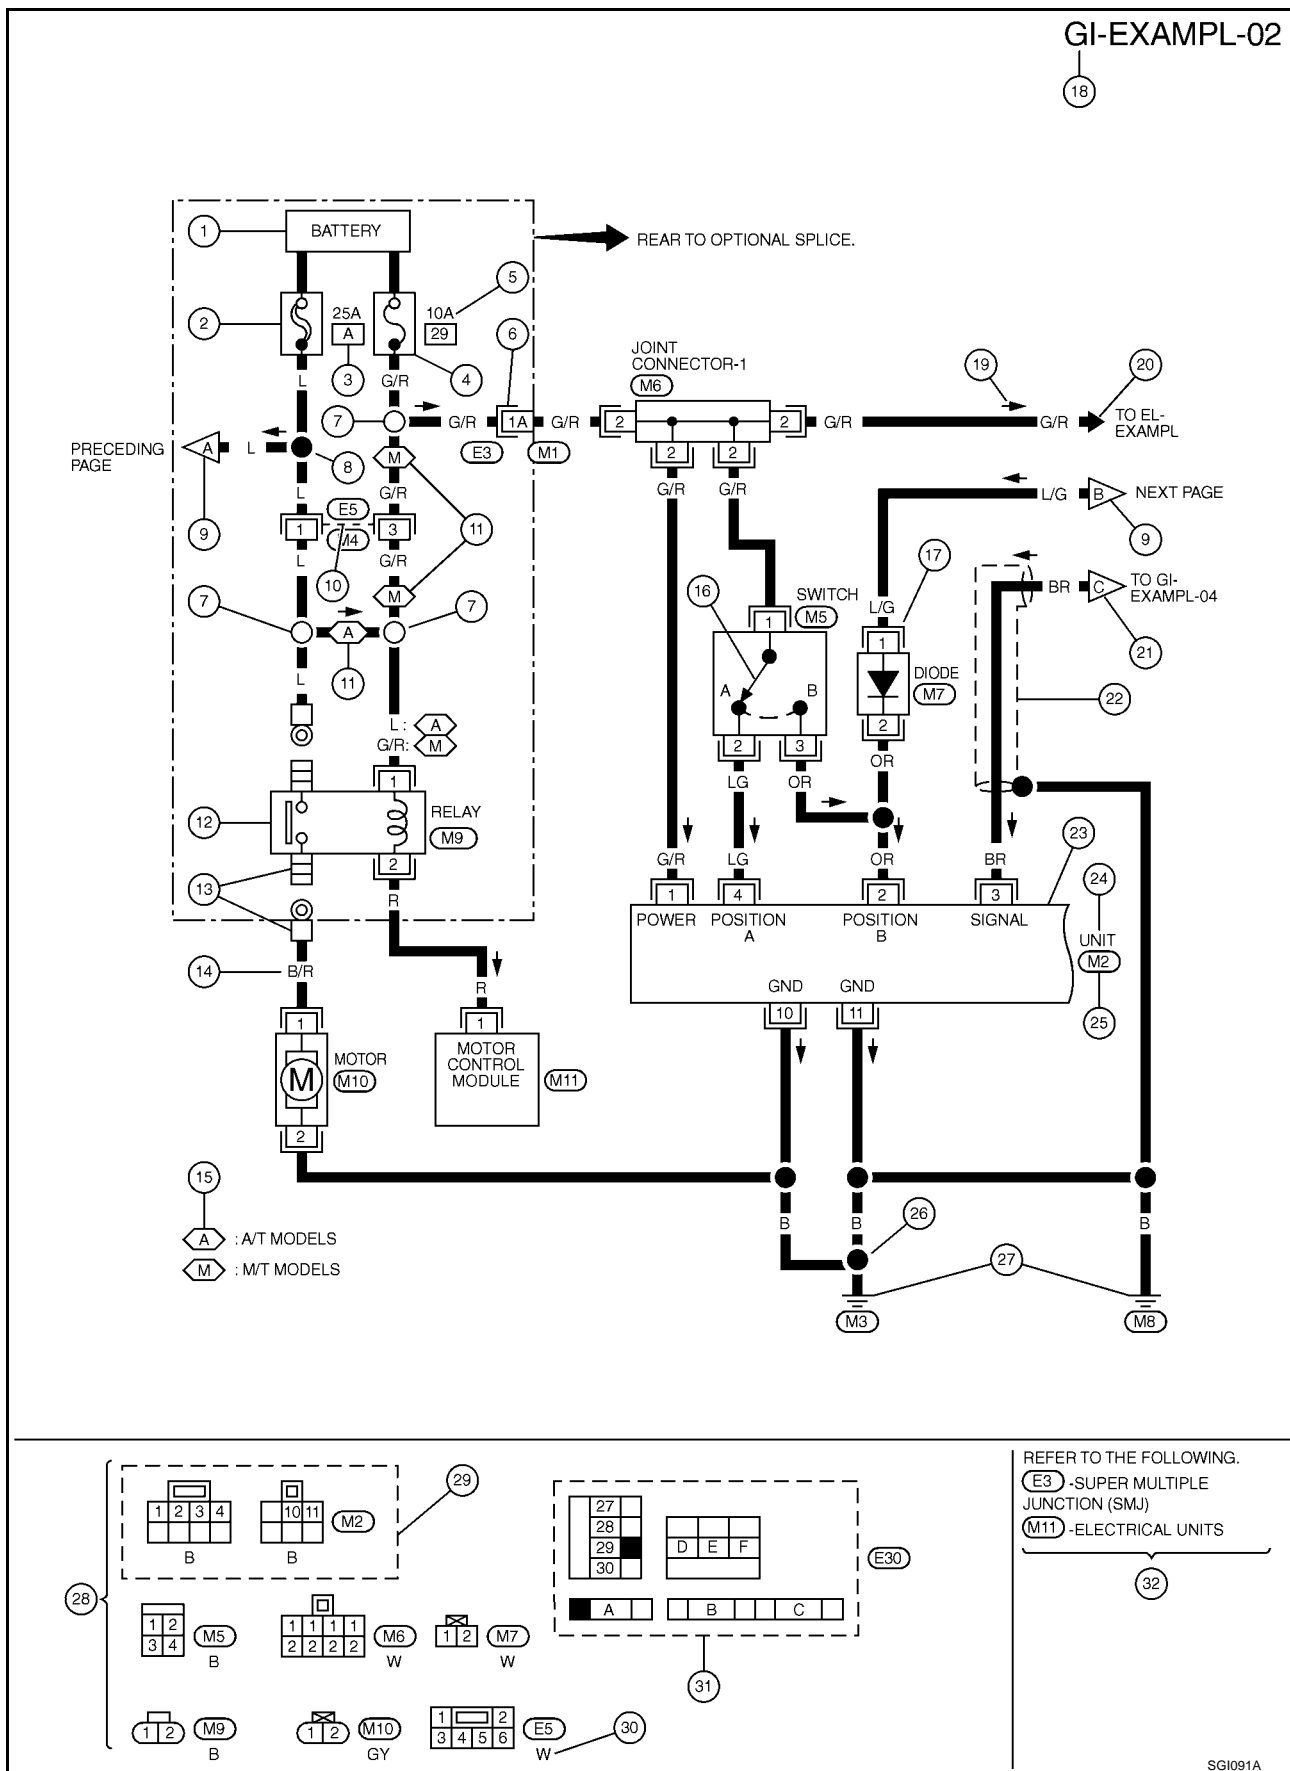 GI-EXAMPL-02
18
1
BATTERY
REAR TO OPTIONAL SPLICE.
5
2
25A
A
10A
29
6
3
4
JOINT
CONNECTOR-1
M6
19
20
L
G/R
7
G/R
1A
G/R
2
2
G/R
G/R
TO EL-
EXAMPL
E3
M1
2
2
PRECEDING
PAGE
A
L
8
M
G/R
G/R
L
G/R
L/G
B
NEXT PAGE
9
1
E5
M4
3
11
9
L
G/R
10
17
M
16
SWITCH
M5
L/G
BR
C
TO GI-
EXAMPL-04
7
A
7
1
1
21
11
L
A
B
DIODE
M7
22
L :
A
G/R:
M
2
3
2
1
LG
OR
OR
12
RELAY
M9
23
2
G/R
LG
OR
BR
13
R
1
4
2
3
24
POWER
POSITION
A
POSITION
B
SIGNAL
UNIT
M2
14
B/R
R
GND
GND
10
11
25
1
1
M
MOTOR
M10
MOTOR
CONTROL
MODULE
M11
2
15
B
B
26
B
A
: A/T MODELS
M
: M/T MODELS
27
M3
M8
28
1 2 3 4
10 11
M2
B
B
29
27
28
29
30
D E F
A
B
C
E30
31
1 2
3 4
M5
B
1 1 1 1
2 2 2 2
M6
W
1 2
M7
W
1 2
M9
B
1 2
M10
GY
1 2
3 4 5 6
E5
W
30
REFER TO THE FOLLOWING.
E3 -SUPER MULTIPLE
JUNCTION (SMJ)
M11 -ELECTRICAL UNITS
32
SGI091A